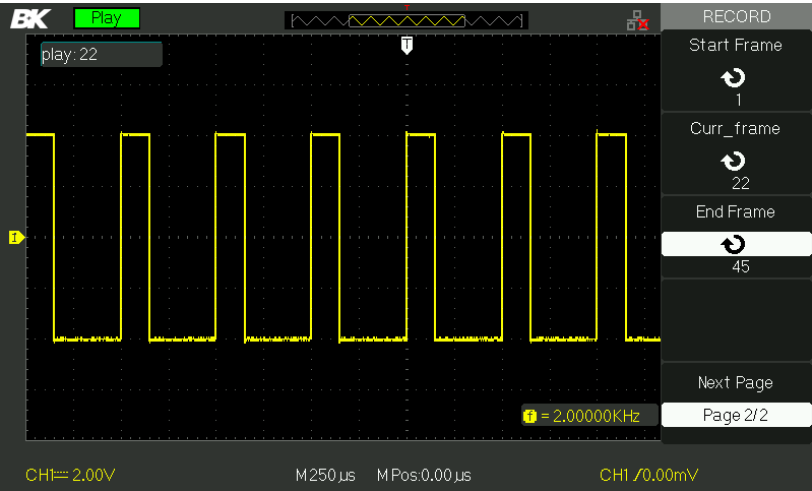 BK Play RECORD
T
play: 22
T
Start Frame
1
Curr_frame
22
End Frame
45
1
Next Page
f = 2.00000KHz
Page 2/2
CH1 2.00V M 250µs M Pos:0.00µs CH1 / 0.00mV